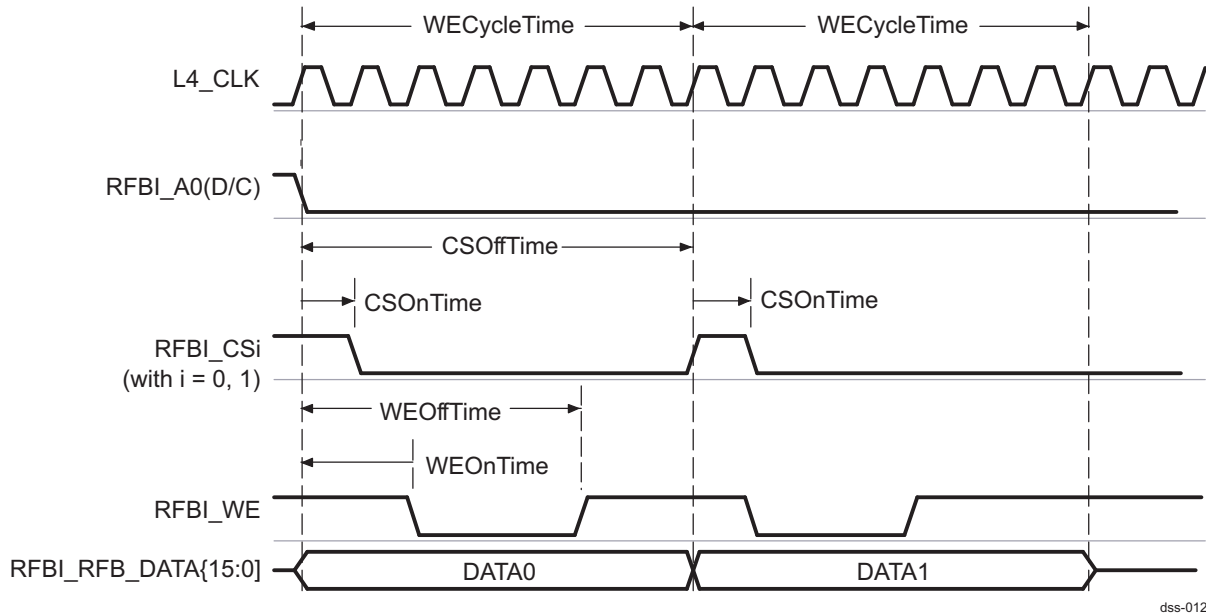 WECycleTime WECycleTime
L4_CLK
RFBI_A0(D/C)
CSOffTime
CSOnTime CSOnTime
RFBI_CSi
(with i = 0, 1)
WEOffTime
WEOnTime
RFBI_WE
RFBI_RFB_DATA{15:0] DATA0 DATA1
dss-012